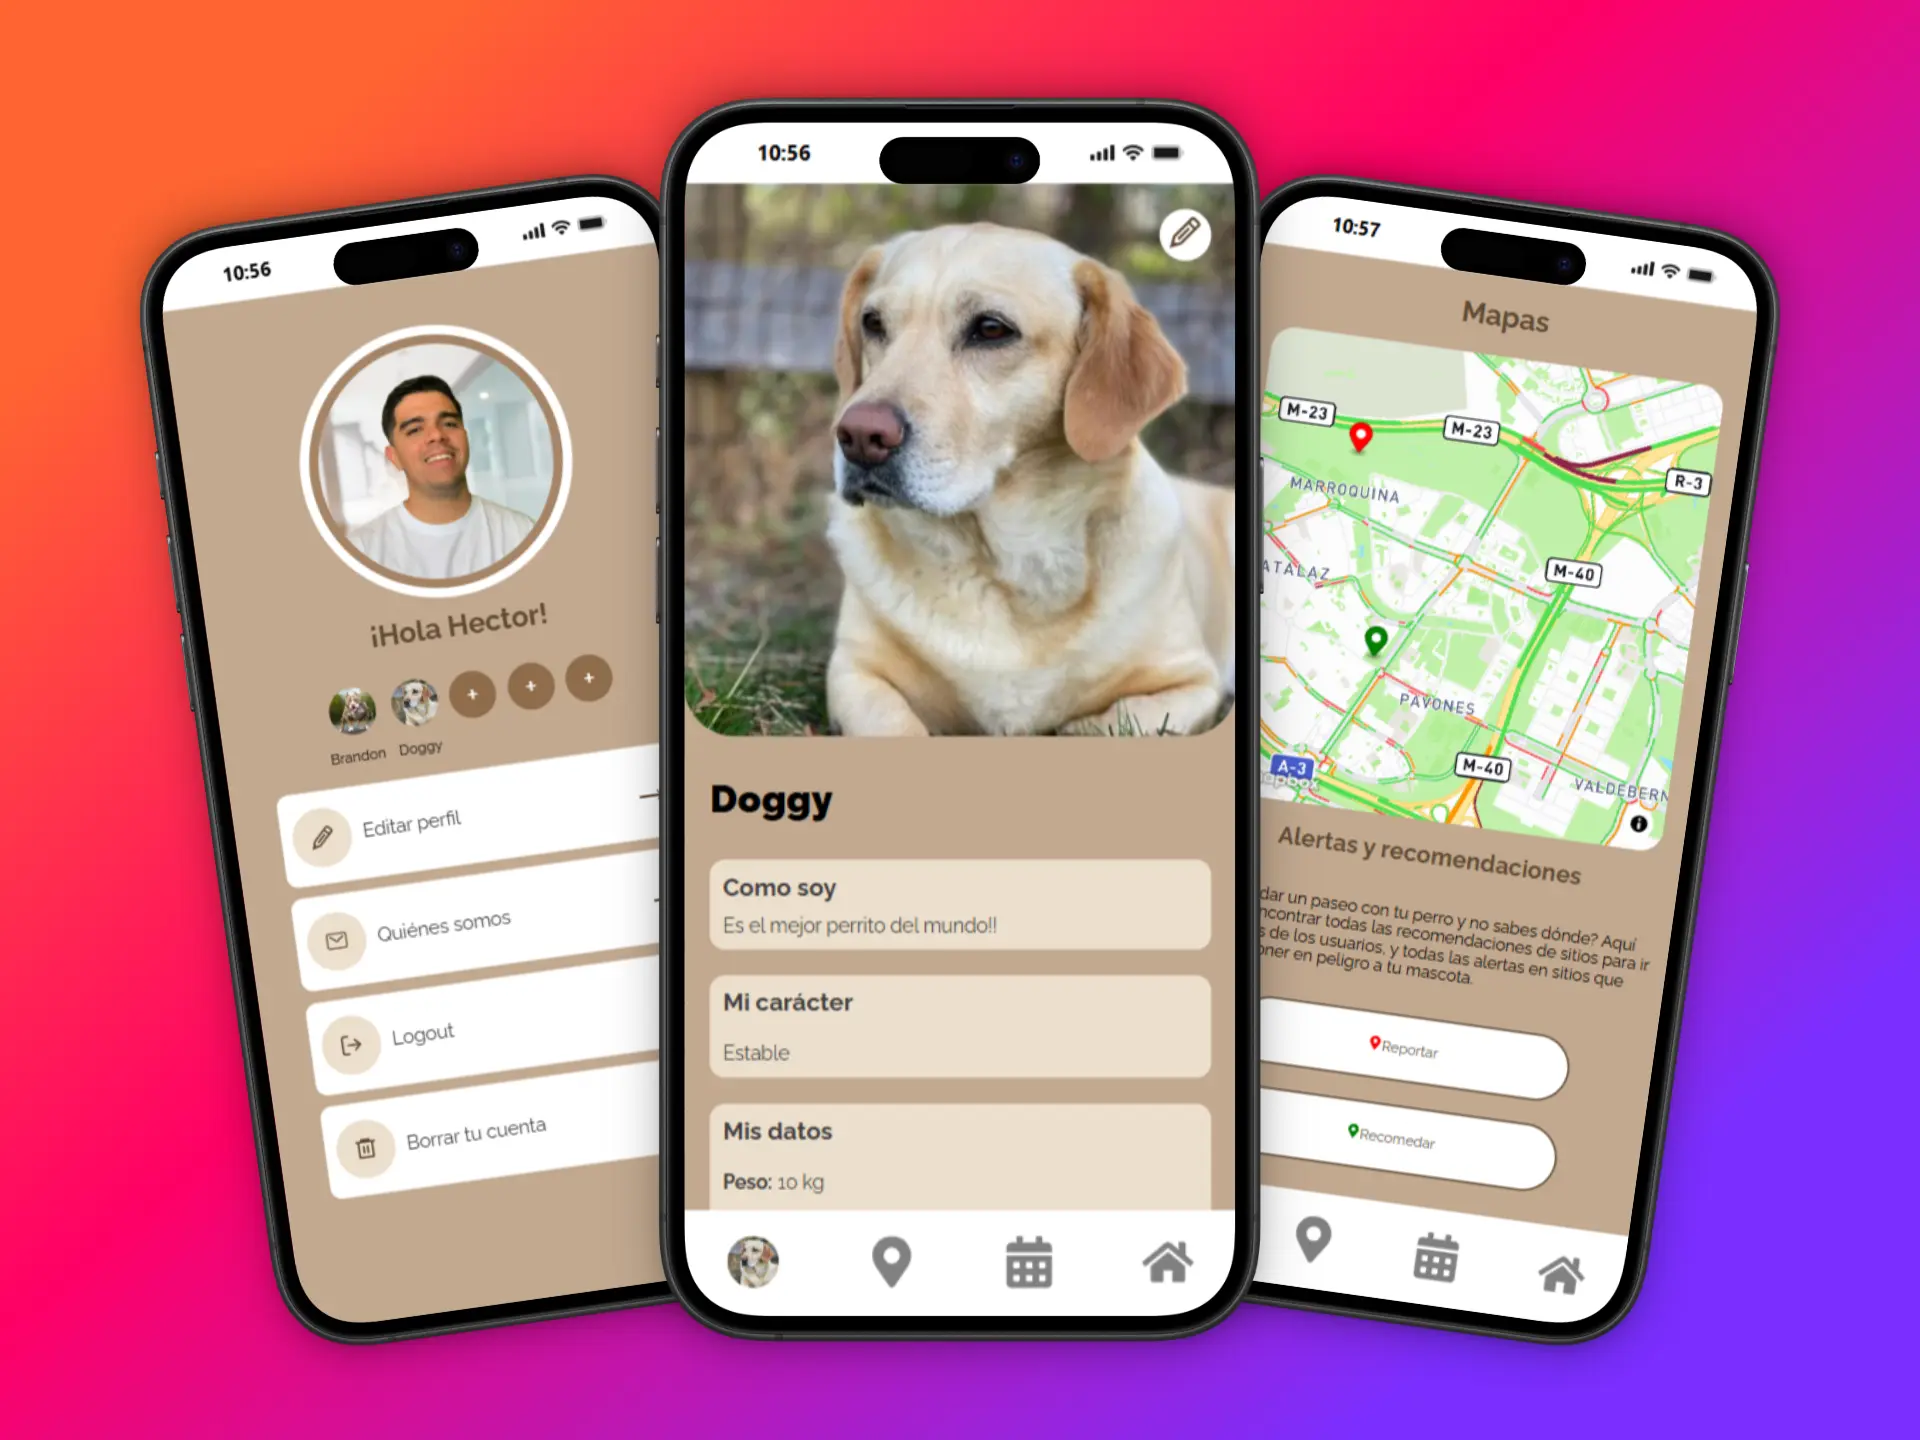 10:56
¡Hola Hector!
Brandon
Doggy
+
+
+
Editar perfil
Quiénes somos
Logout
Borrar tu cuenta
10:56
Doggy
Como soy
Es el mejor perrito del mundo!!
Mi carácter
Estable
Mis datos
Peso: 10 kg
10:57
Mapas
M-23
M-23
R-3
MARROQUINA
M-40
ATALAZ
PAVONES
M-40
A-3
apbox
VALDEBERN
Alertas y recomendaciones
dar un paseo con tu perro y no sabes dónde? Aquí
ncontrar todas las recomendaciones de sitios para ir
s de los usuarios, y todas las alertas en sitios que
oner en peligro a tu mascota.
Reportar
Recomedar